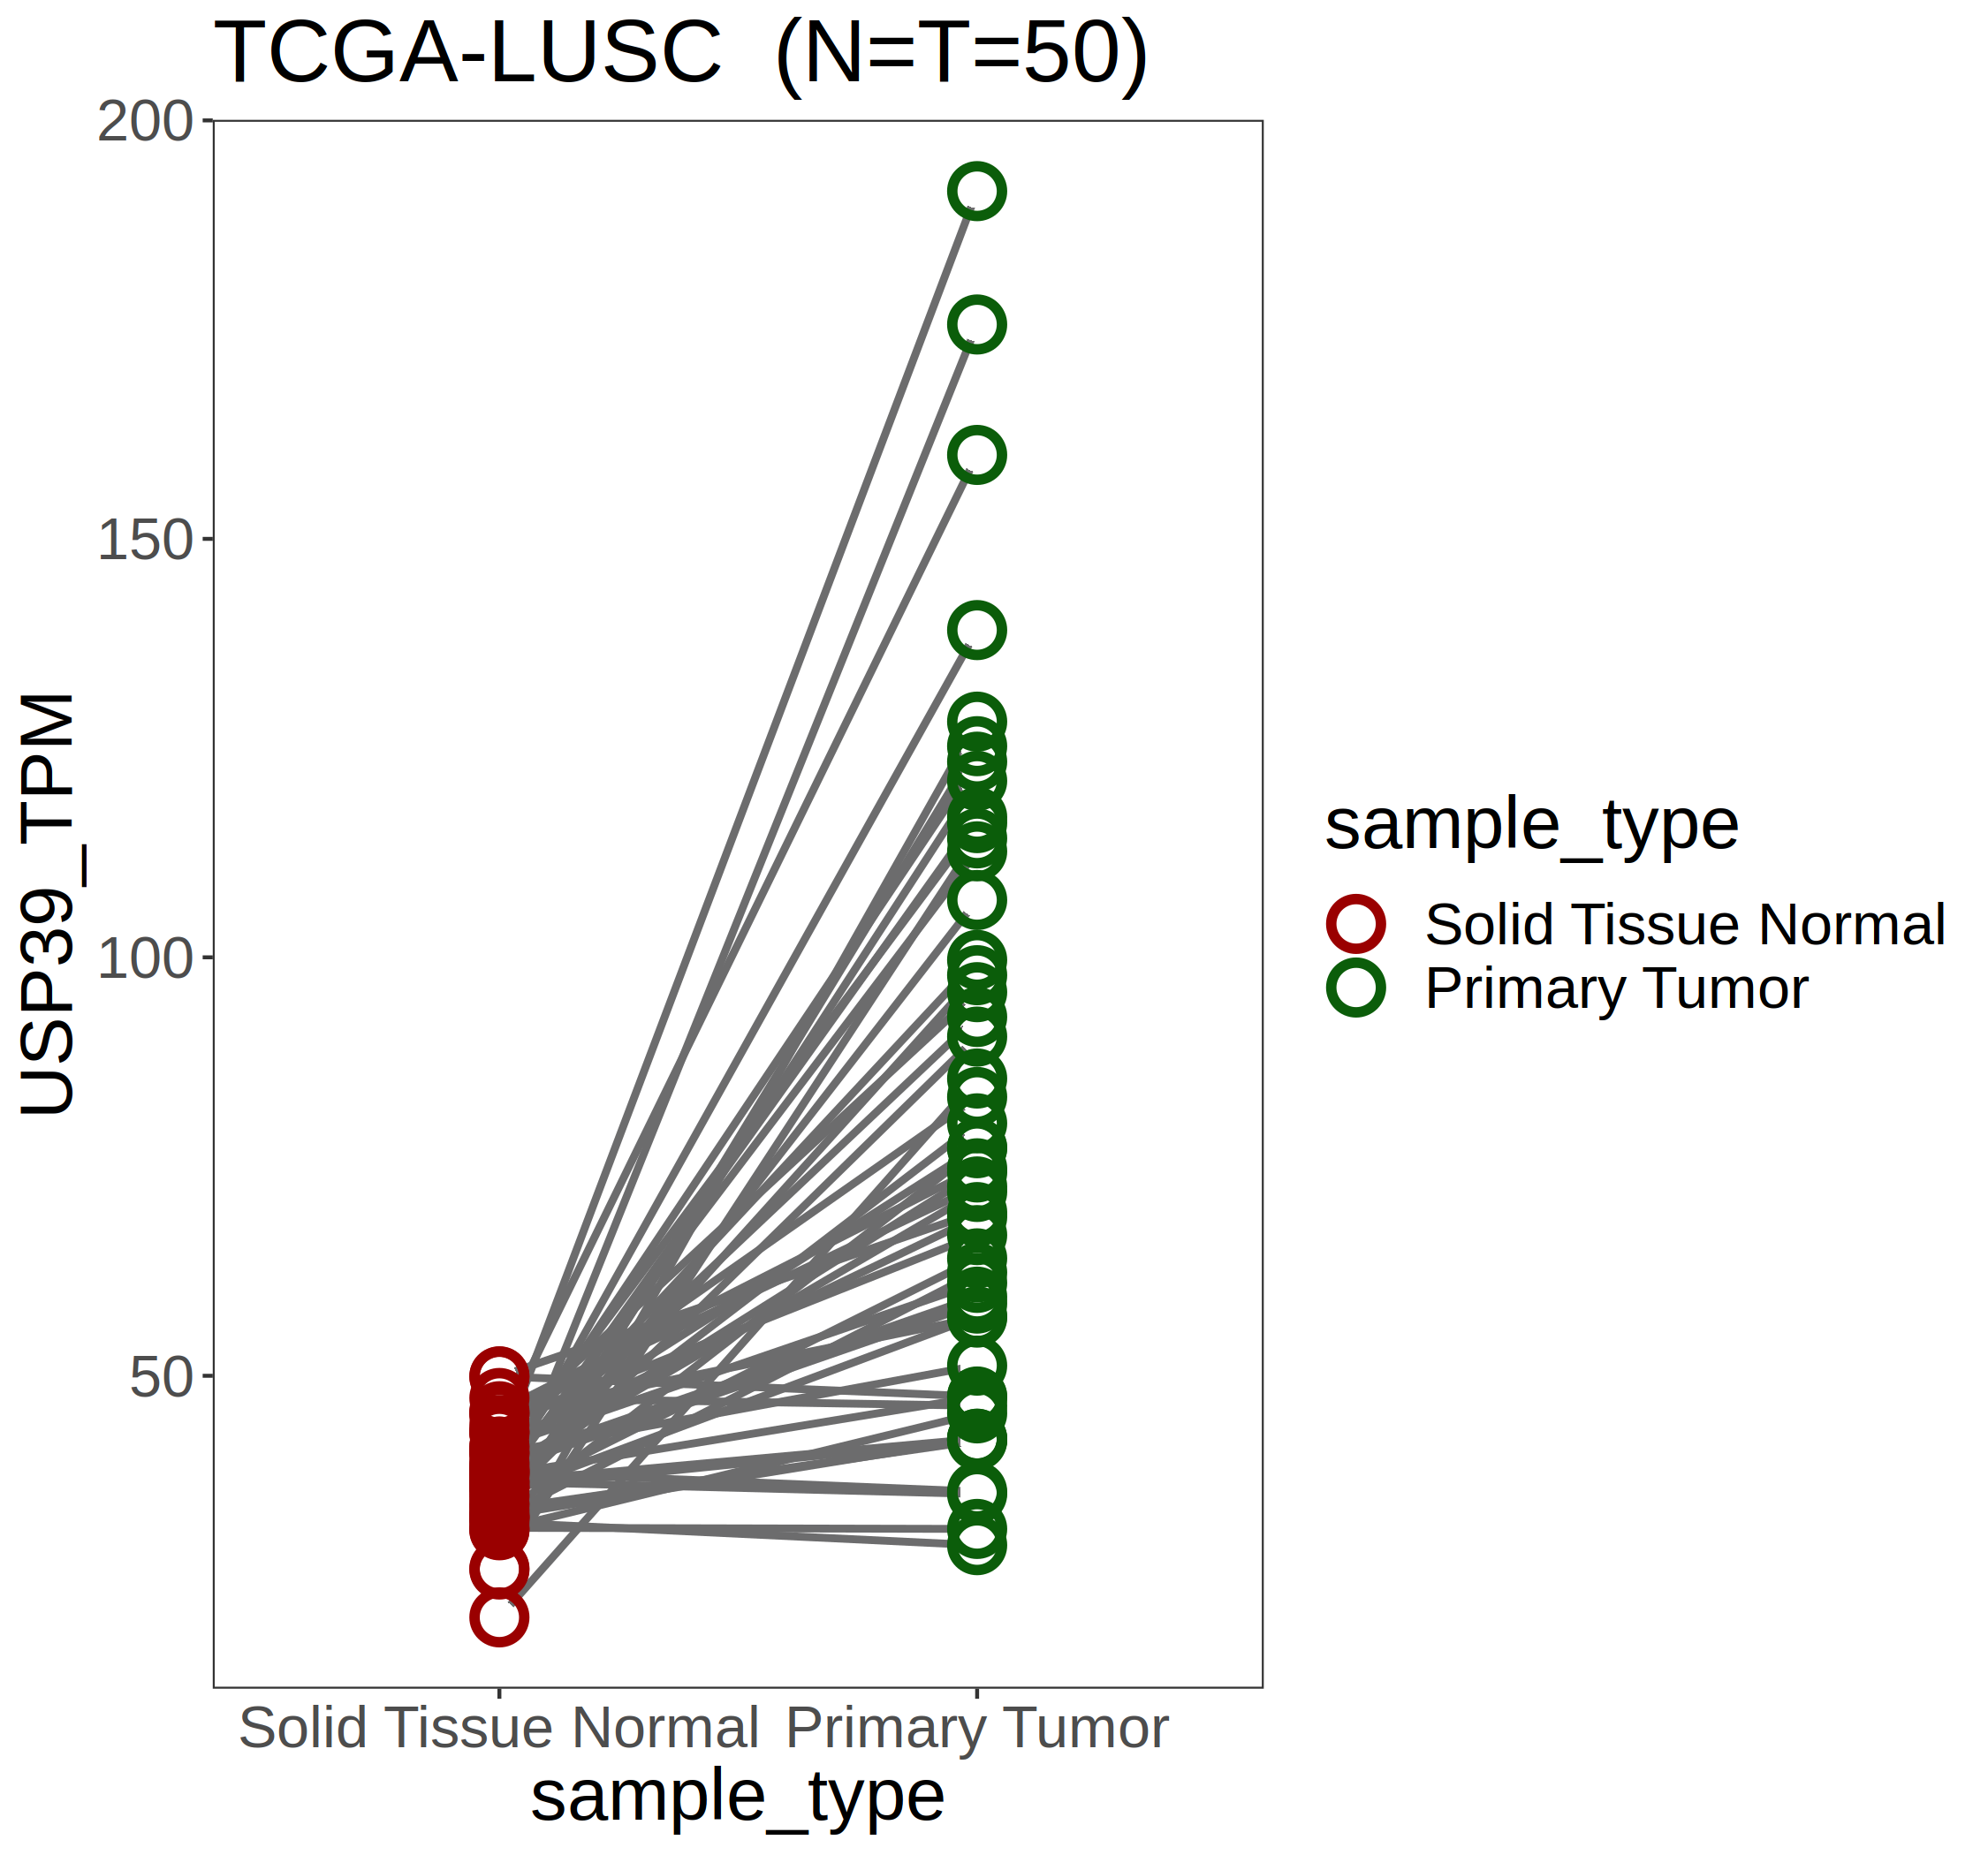 TCGA-LUSC  (N=T=50)
200
150
100
50
USP39_TPM
Solid Tissue Normal
Primary Tumor
sample_type
sample_type
Solid Tissue Normal
Primary Tumor